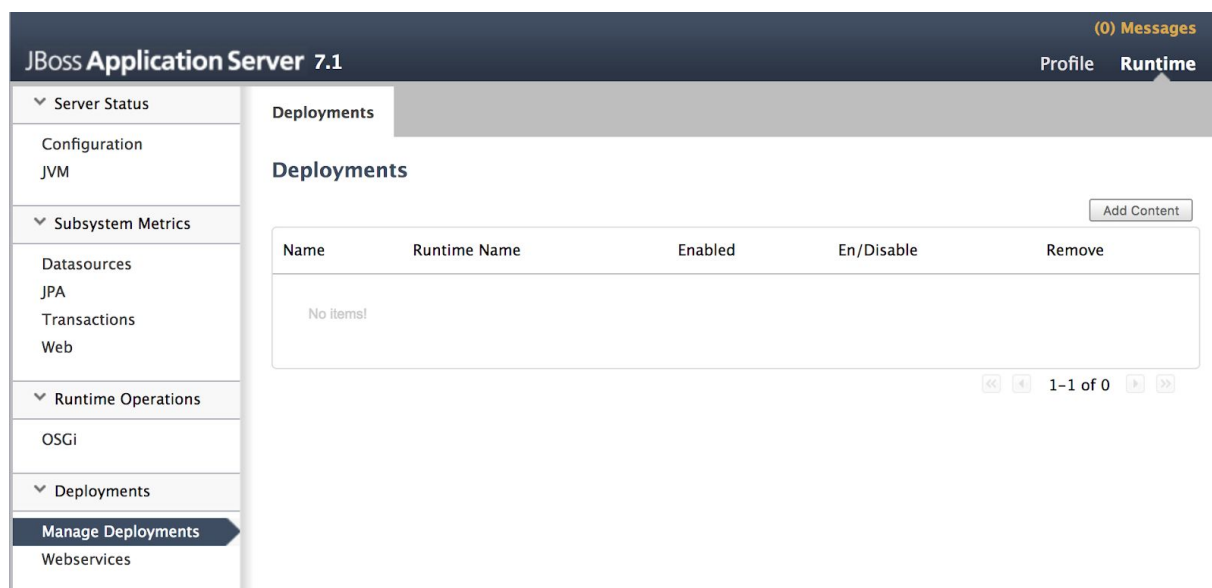 (0) Messages
JBoss Application Server 7.1
Profile Runtime
Server Status
Configuration
JVM
Subsystem Metrics
Datasources
JPA
Transactions
Web
Runtime Operations
OSGi
Deployments
Manage Deployments
Webservices
Deployments
Deployments
Add Content
Name Runtime Name Enabled En/Disable Remove
No items!
1-1 of 0